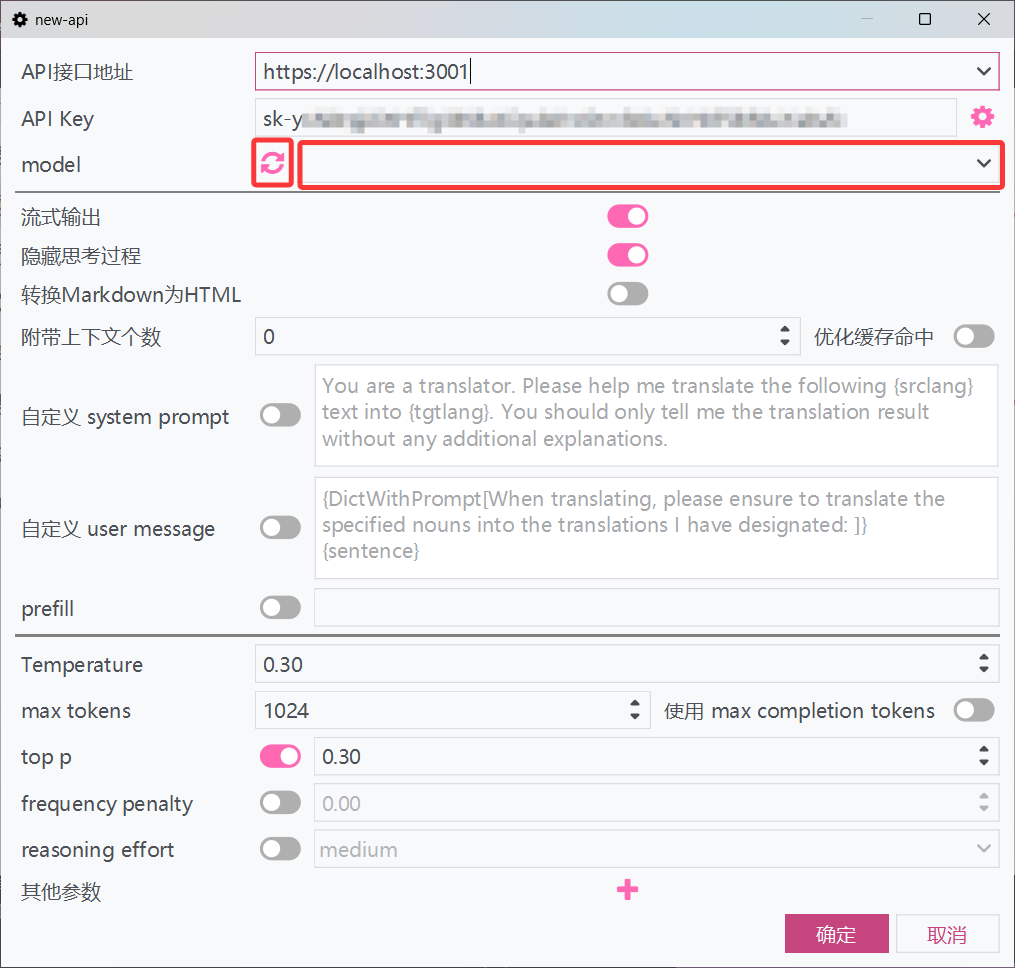 new-api
API接口地址
https://localhost:3001
API Key
sk-y
model
流式输出
隐藏思考过程
转换Markdown为HTML
附带上下文个数
0
优化缓存命中
自定义 system prompt
You are a translator. Please help me translate the following {srclang}
text into {tgtlang}. You should only tell me the translation result
without any additional explanations.
自定义 user message
{DictWithPrompt[When translating, please ensure to translate the
specified nouns into the translations I have designated: ]}
{sentence}
prefill
Temperature
0.30
max tokens
1024
使用 max completion tokens
top p
0.30
frequency penalty
0.00
reasoning effort
medium
其他参数
确定
取消